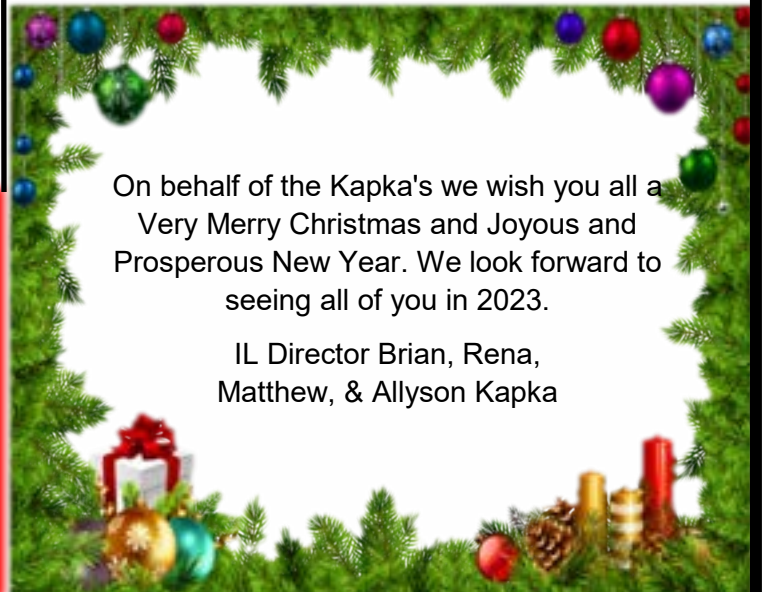 On behalf of the Kapka's we wish you all a
Very Merry Christmas and Joyous and
Prosperous New Year. We look forward to
seeing all of you in 2023.
IL Director Brian, Rena,
Matthew, & Allyson Kapka